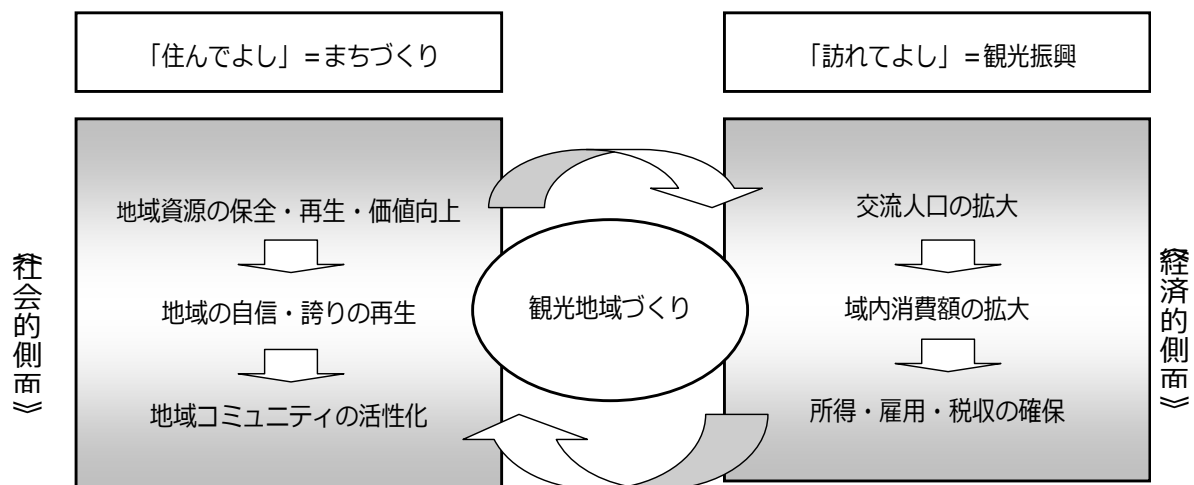 「住んでよし」=まちづくり
「訪れてよし」=観光振興
地域資源の保全・再生・価値向上
地域の自信・誇りの再生
地域コミュニティの活性化
観光地域づくり
交流人口の拡大
域内消費額の拡大
所得・雇用・税収の確保
《社会的側面》
《経済的側面》